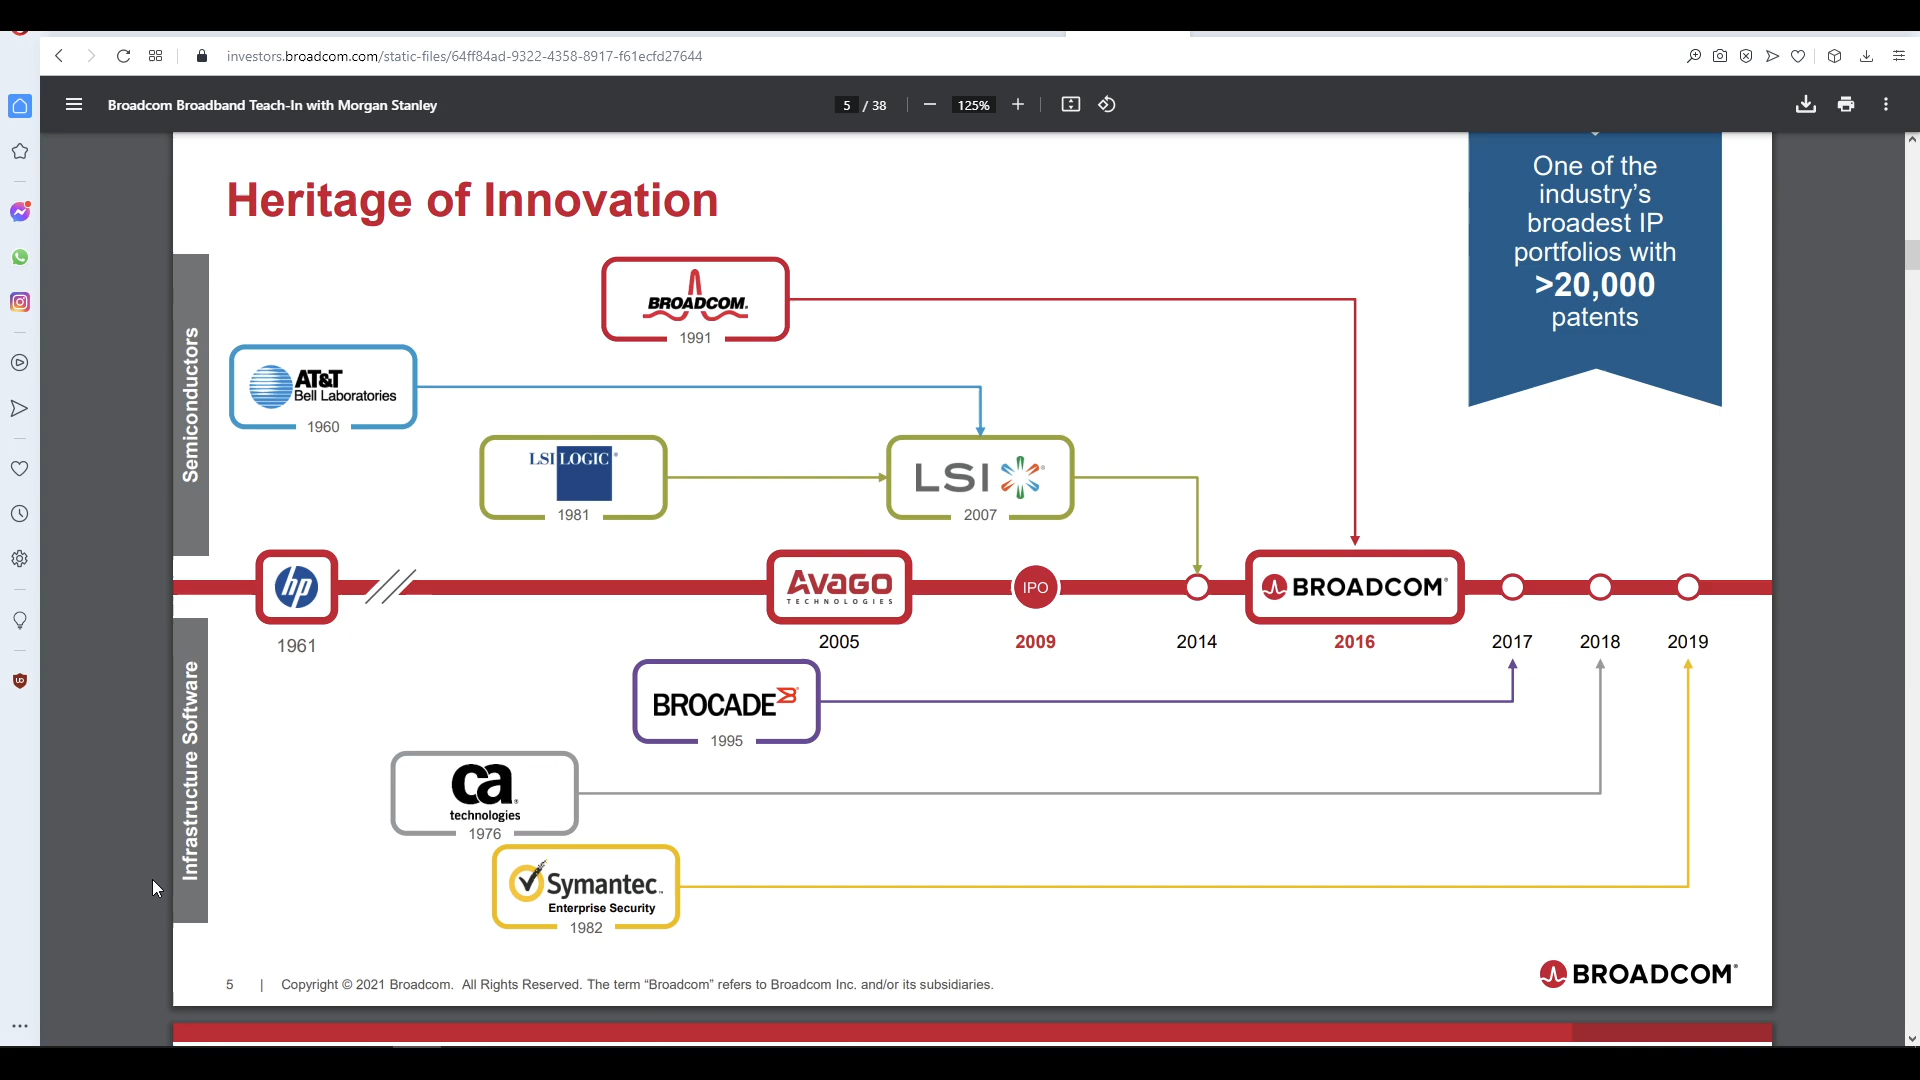 investors.broadcom.com/static-files/64ff84ad-9322-4358-8917-f61ecfd27644
Broadcom Broadband Teach-In with Morgan Stanley
5 / 38
125%
Heritage of Innovation
One of the
industry's
broadest IP
portfolios with
>20,000
patents
Semiconductors
BROADCOM.
1991
AT&T
Bell Laboratories
1960
LSI LOGIC®
1981
LSI
2007
hp
1961
AVAGO
TECHNOLOGIES
2005
IPO
2009
2014
BROADCOM®
2016
2017
2018
2019
Infrastructure Software
BROCADE B
1995
ca
technologies
1976
Symantec™
Enterprise Security
1982
5 | Copyright © 2021 Broadcom. All Rights Reserved. The term “Broadcom” refers to Broadcom Inc. and/or its subsidiaries.
BROADCOM®